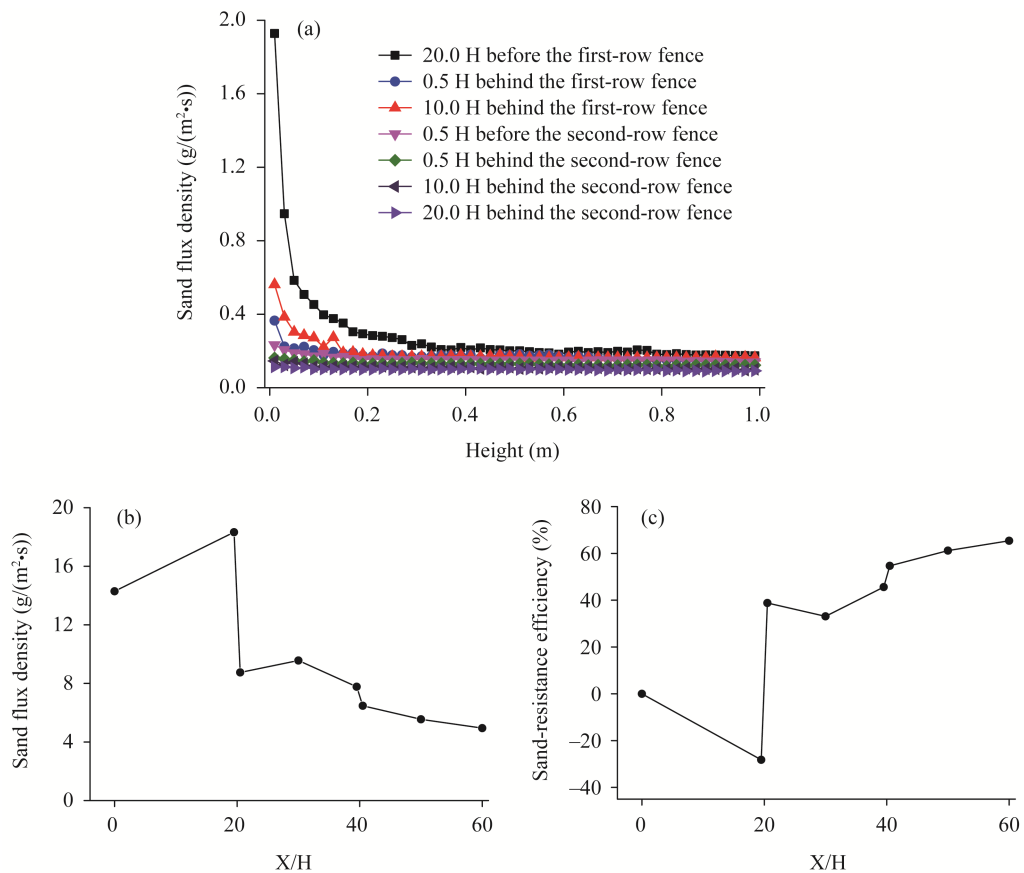 (a)
Sand flux density (g/(m²•s))
2.0
1.6
1.2
0.8
0.4
0.0
20.0 H before the first-row fence
0.5 H behind the first-row fence
10.0 H behind the first-row fence
0.5 H before the second-row fence
0.5 H behind the second-row fence
10.0 H behind the second-row fence
20.0 H behind the second-row fence
0.0 0.2 0.4 0.6 0.8 1.0
Height (m)
(b)
Sand flux density (g/(m²•s))
20
16
12
8
4
0
0 20 40 60
X/H
(c)
Sand-resistance efficiency (%)
80
60
40
20
0
–20
–40
0 20 40 60
X/H